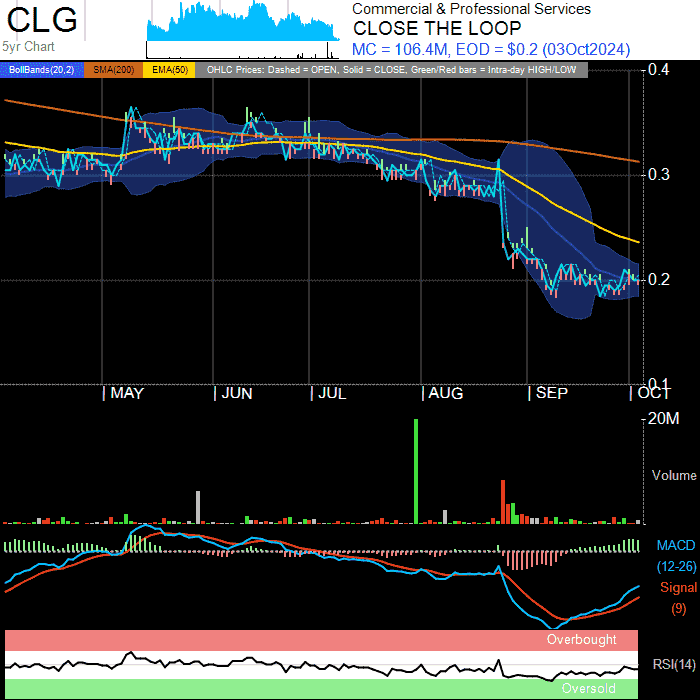 CLG
5yr Chart
Commercial & Professional Services
CLOSE THE LOOP
MC = 106.4M, EOD = $0.2 (03Oct2024)
BollBands(20,2) SMA(200) EMA(50) OHLC Prices: Dashed = OPEN, Solid = CLOSE, Green/Red bars = Intra-day HIGH/LOW
0.4
0.3
0.2
0.1
MAY JUN JUL AUG SEP OCT
20M
Volume
MACD
(12-26)
Signal
(9)
Overbought
RSI(14)
Oversold